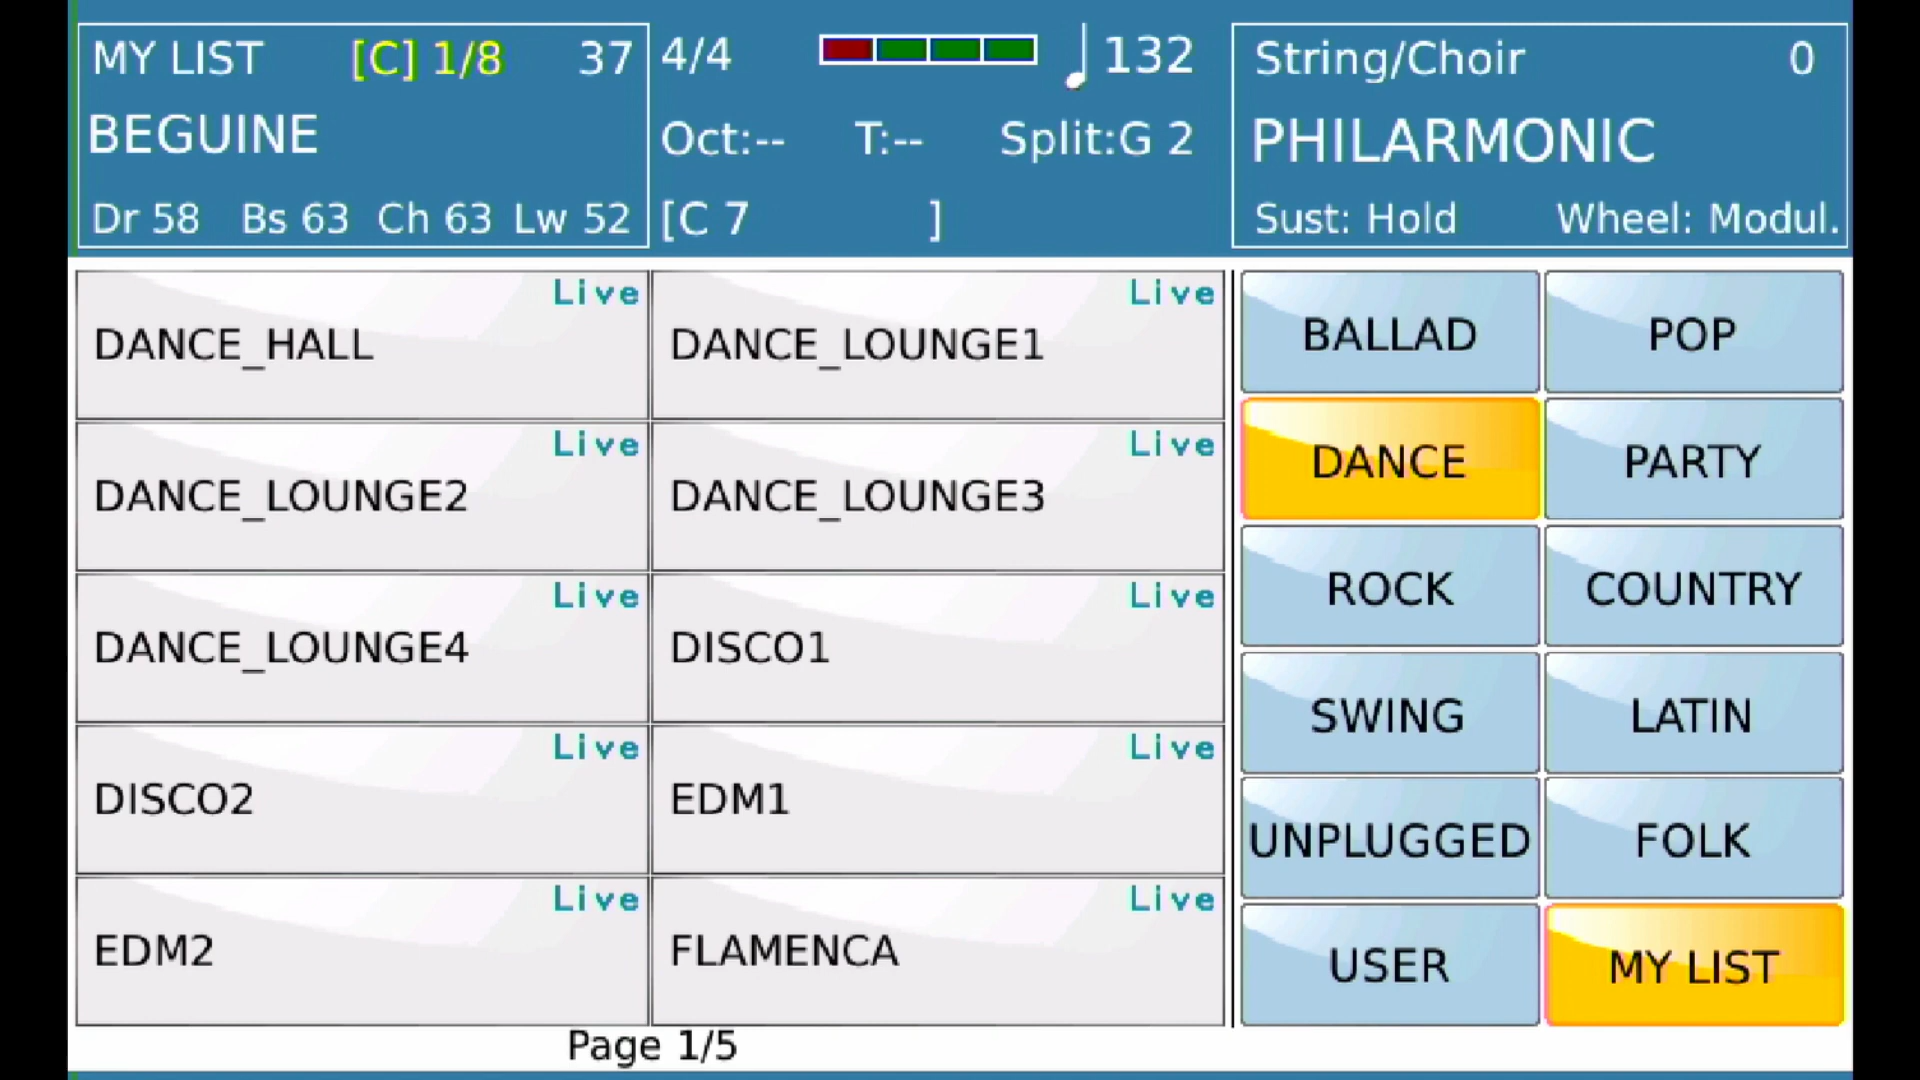 MY LIST [C] 1/8 37
BEGUINE
Dr 58 Bs 63 Ch 63 Lw 52
4/4 132
Oct:-- T:-- Split:G 2
[C 7 ]
String/Choir 0
PHILARMONIC
Sust: Hold Wheel: Modul.
Live
DANCE_HALL
Live
DANCE_LOUNGE1
Live
DANCE_LOUNGE2
Live
DANCE_LOUNGE3
Live
DANCE_LOUNGE4
Live
DISCO1
Live
DISCO2
Live
EDM1
Live
EDM2
Live
FLAMENCA
Page 1/5
BALLAD POP
DANCE PARTY
ROCK COUNTRY
SWING LATIN
UNPLUGGED FOLK
USER MY LIST